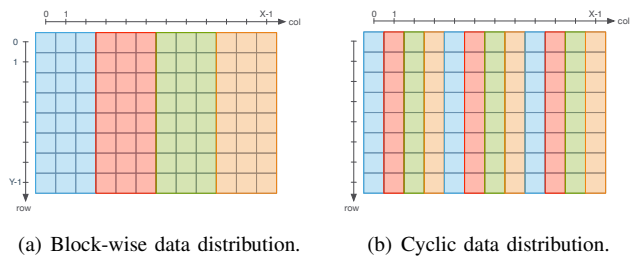 0 1 X-1 col
0
1
Y-1
row
0 1 X-1 col
row
(a) Block-wise data distribution.
(b) Cyclic data distribution.